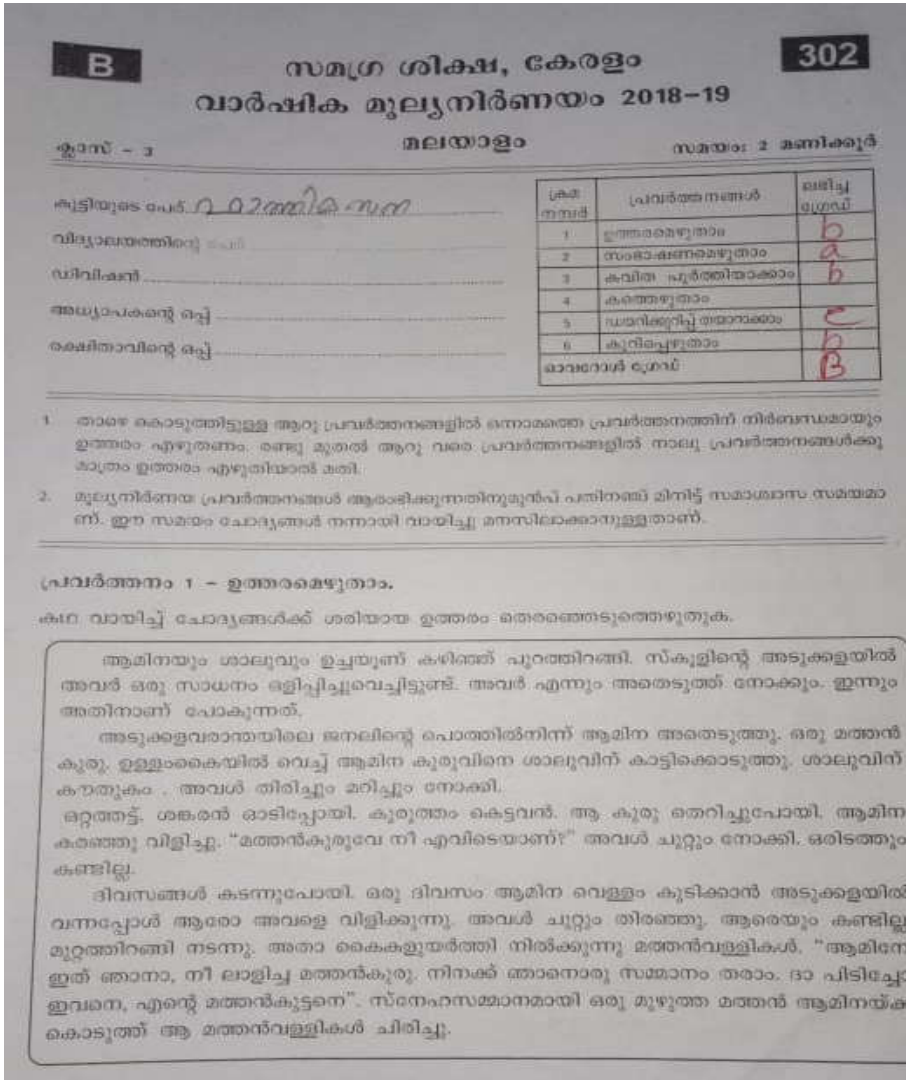 B
302
സമഗ്ര ശിക്ഷ, കേരളം
വാർഷിക മൂല്യനിർണയം 2018-19
മലയാളം
ക്ലാസ് - 3
സമയം: 2 മണിക്കൂർ
കുട്ടിയുടെ പേര്
വിദ്യാലയത്തിന്റെ പേര്
ഡിവിഷൻ
അധ്യാപകന്റെ ഒപ്പ്
രക്ഷിതാവിന്റെ ഒപ്പ്
ക്രമ നമ്പർ പ്രവർത്തനങ്ങൾ ലഭിച്ച ഗ്രേഡ്
1 ഉത്തരമെഴുതാം b
2 സംഭാഷണമെഴുതാം a
3 കവിത പൂർത്തിയാക്കാം b
4 കത്തെഴുതാം
5 ഡയറിക്കുറിപ്പ് തയാറാക്കാം c
6 കുറിപ്പെഴുതാം b
ഓവറോൾ ഗ്രേഡ് B
1. താഴെ കൊടുത്തിട്ടുള്ള ആറു പ്രവർത്തനങ്ങളിൽ ഒന്നാമത്തെ പ്രവർത്തനത്തിന് നിർബന്ധമായും
ഉത്തരം എഴുതണം. രണ്ടു മുതൽ ആറു വരെ പ്രവർത്തനങ്ങളിൽ നാലു പ്രവർത്തനങ്ങൾക്കു
മാത്രം ഉത്തരം എഴുതിയാൽ മതി.
2. മൂല്യനിർണയ പ്രവർത്തനങ്ങൾ ആരംഭിക്കുന്നതിനുമുൻപ് പതിനഞ്ച് മിനിട്ട് സമാശ്വാസ സമയമാ
ണ്. ഈ സമയം ചോദ്യങ്ങൾ നന്നായി വായിച്ചു മനസിലാക്കാനുള്ളതാണ്.
പ്രവർത്തനം 1 - ഉത്തരമെഴുതാം.
കഥ വായിച്ച് ചോദ്യങ്ങൾക്ക് ശരിയായ ഉത്തരം തെരഞ്ഞെടുത്തെഴുതുക.
ആമിനയും ശാലുവും ഉച്ചയൂണ് കഴിഞ്ഞ് പുറത്തിറങ്ങി. സ്കൂളിന്റെ അടുക്കളയിൽ
അവർ ഒരു സാധനം ഒളിപ്പിച്ചുവെച്ചിട്ടുണ്ട്. അവർ എന്നും അതെടുത്ത് നോക്കും. ഇന്നും
അതിനാണ് പോകുന്നത്.
അടുക്കളവരാന്തയിലെ ജനലിന്റെ പൊത്തിൽനിന്ന് ആമിന അതെടുത്തു. ഒരു മത്തൻ
കുരു. ഉള്ളംകൈയിൽ വെച്ച് ആമിന കുരുവിനെ ശാലുവിന് കാട്ടിക്കൊടുത്തു. ശാലുവിന്
കൗതുകം . അവൾ തിരിച്ചും മറിച്ചും നോക്കി.
ഒറ്റത്തട്ട്. ശങ്കരൻ ഓടിപ്പോയി. കുരുത്തം കെട്ടവൻ. ആ കുരു തെറിച്ചുപോയി. ആമിന
കരഞ്ഞു വിളിച്ചു. "മത്തൻകുരുവേ നീ എവിടെയാണ്?" അവൾ ചുറ്റും നോക്കി. ഒരിടത്തും
കണ്ടില്ല.
ദിവസങ്ങൾ കടന്നുപോയി. ഒരു ദിവസം ആമിന വെള്ളം കുടിക്കാൻ അടുക്കളയിൽ
വന്നപ്പോൾ ആരോ അവളെ വിളിക്കുന്നു. അവൾ ചുറ്റും തിരഞ്ഞു. ആരെയും കണ്ടില്ല
മുറ്റത്തിറങ്ങി നടന്നു. അതാ കൈകളുയർത്തി നിൽക്കുന്നു മത്തൻവള്ളികൾ. "ആമിനേ
ഇത് ഞാനാ, നീ ലാളിച്ച മത്തൻകുരു. നിനക്ക് ഞാനൊരു സമ്മാനം തരാം. ദാ പിടിച്ചോ
ഇവനെ, എന്റെ മത്തൻകുട്ടനെ". സ്നേഹസമ്മാനമായി ഒരു മുഴുത്ത മത്തൻ ആമിനയ്ക്ക
കൊടുത്ത് ആ മത്തൻവള്ളികൾ ചിരിച്ചു.